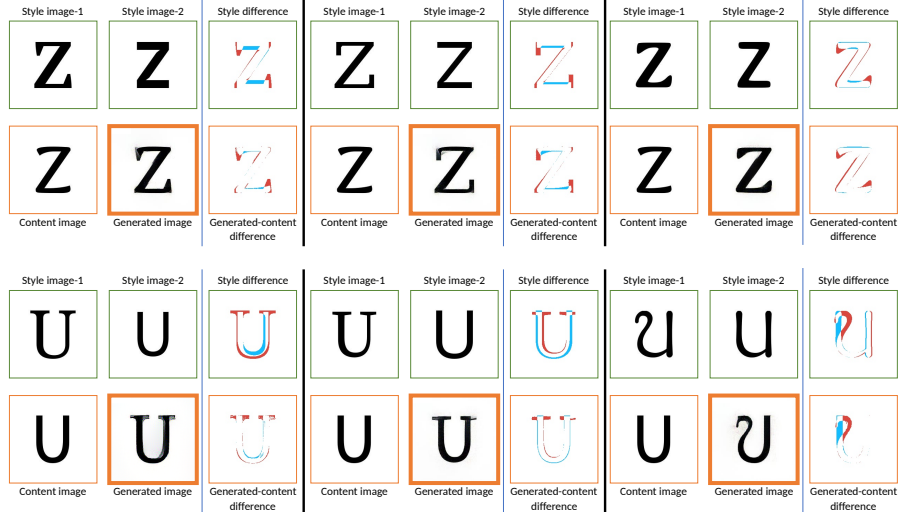 Style image-1 Style image-2 Style difference Style image-1 Style image-2 Style difference Style image-1 Style image-2 Style difference
Z Z Z Z Z Z Z Z Z
Z Z Z Z Z Z Z Z Z
Content image Generated image Generated-content difference Content image Generated image Generated-content difference Content image Generated image Generated-content difference
Style image-1 Style image-2 Style difference Style image-1 Style image-2 Style difference Style image-1 Style image-2 Style difference
U U U U U U U U U
U U U U U U U U U
Content image Generated image Generated-content difference Content image Generated image Generated-content difference Content image Generated image Generated-content difference